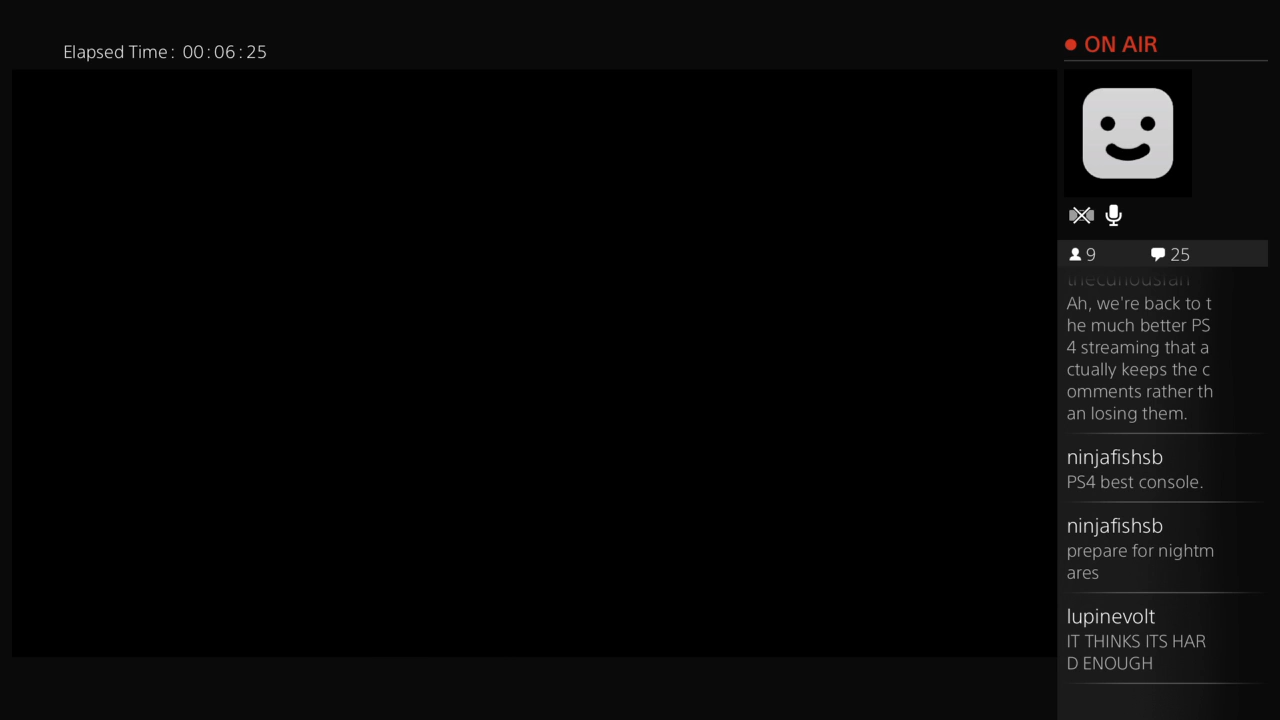 Elapsed Time: 00:06:25
ON AIR
9 25
thecuriousfan
Ah, we're back to t
he much better PS
4 streaming that a
ctually keeps the c
omments rather th
an losing them.
ninjafishsb
PS4 best console.
ninjafishsb
prepare for nightm
ares
lupinevolt
IT THINKS ITS HAR
D ENOUGH